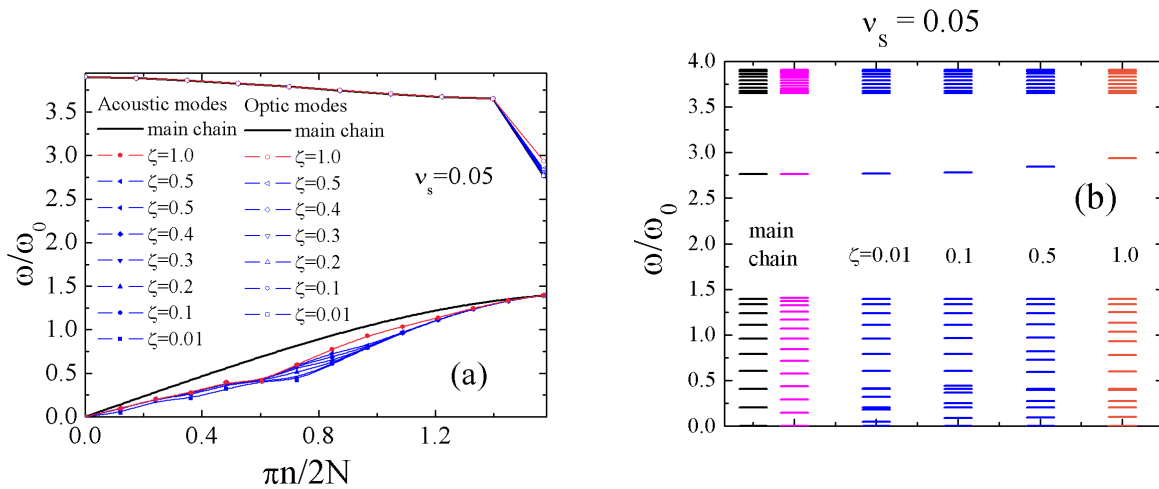 ν_s = 0.05
3.5
3.0
2.5
2.0
1.5
1.0
0.5
0.0
ω/ω_0
Acoustic modes
main chain
ζ=1.0
ζ=0.5
ζ=0.5
ζ=0.4
ζ=0.3
ζ=0.2
ζ=0.1
ζ=0.01
Optic modes
main chain
ζ=1.0
ζ=0.5
ζ=0.4
ζ=0.3
ζ=0.2
ζ=0.1
ζ=0.01
ν_s=0.05
(a)
0.0 0.4 0.8 1.2
πn/2N
4.0
3.5
3.0
2.5
2.0
1.5
1.0
0.5
0.0
ω/ω_0
(b)
main
chain
ζ=0.01 0.1 0.5 1.0